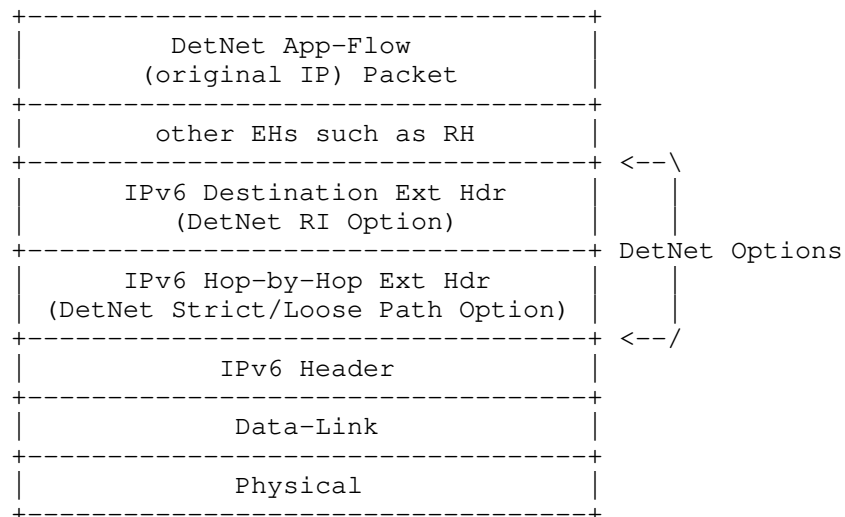 +---------------------------------+
|         DetNet App-Flow         |
|       (original IP) Packet      |
+---------------------------------+
|       other EHs such as RH      |
+---------------------------------+ <--\
|     IPv6 Destination Ext Hdr    |    |
|        (DetNet RI Option)       |    |
+---------------------------------+ DetNet Options
|     IPv6 Hop-by-Hop Ext Hdr     |    |
| (DetNet Strict/Loose Path Option) |    |
+---------------------------------+ <--/
|           IPv6 Header           |
+---------------------------------+
|            Data-Link            |
+---------------------------------+
|            Physical             |
+---------------------------------+